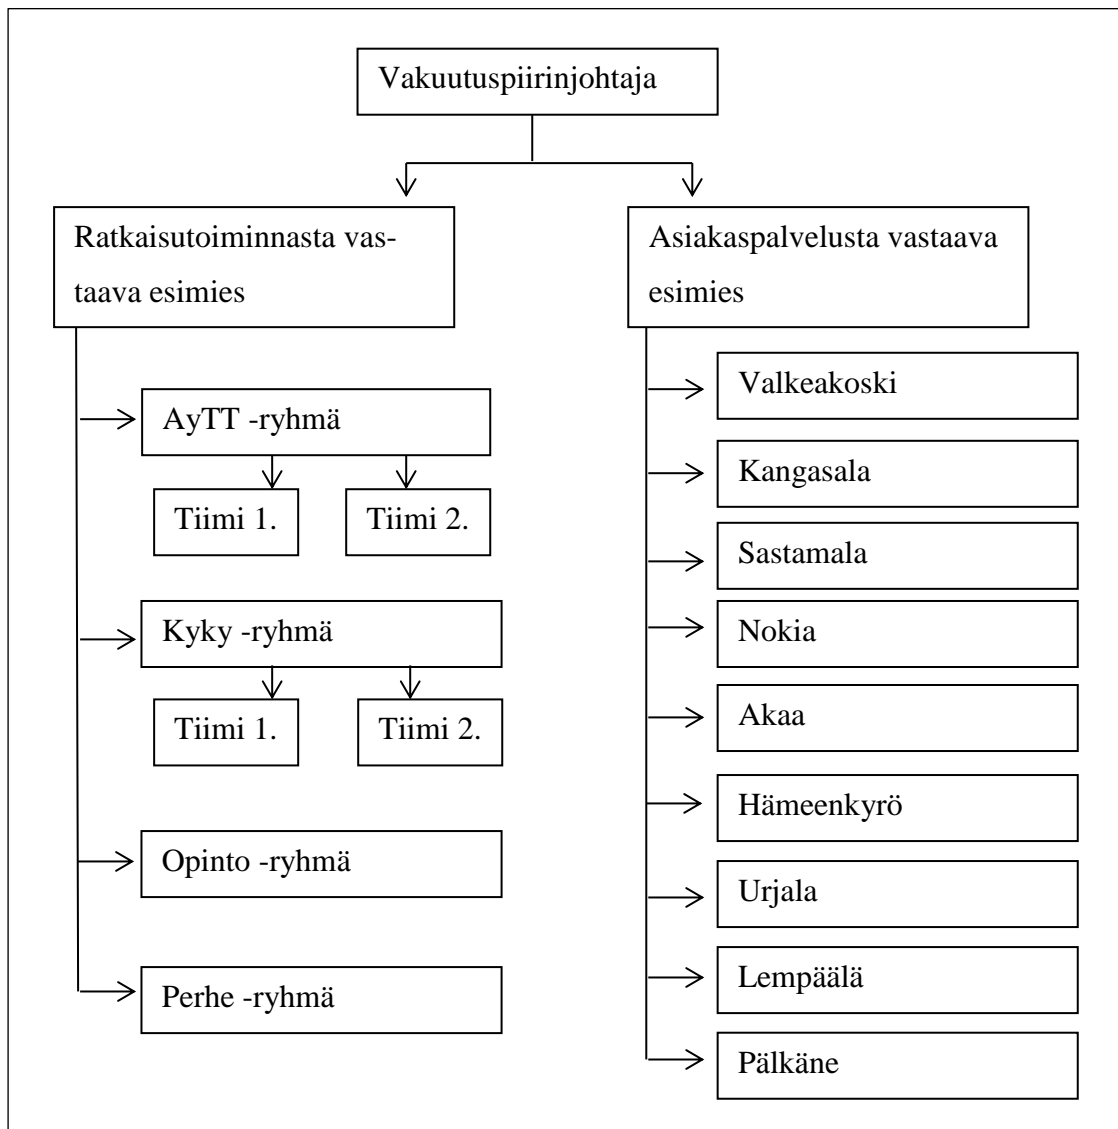 Vakuutuspiirinjohtaja
Ratkaisutoiminnasta vas-
taava esimies
AyTT -ryhmä
Tiimi 1.
Tiimi 2.
Kyky -ryhmä
Tiimi 1.
Tiimi 2.
Opinto -ryhmä
Perhe -ryhmä
Asiakaspalvelusta vastaava
esimies
Valkeakoski
Kangasala
Sastamala
Nokia
Akaa
Hämeenkyrö
Urjala
Lempäälä
Pälkäne